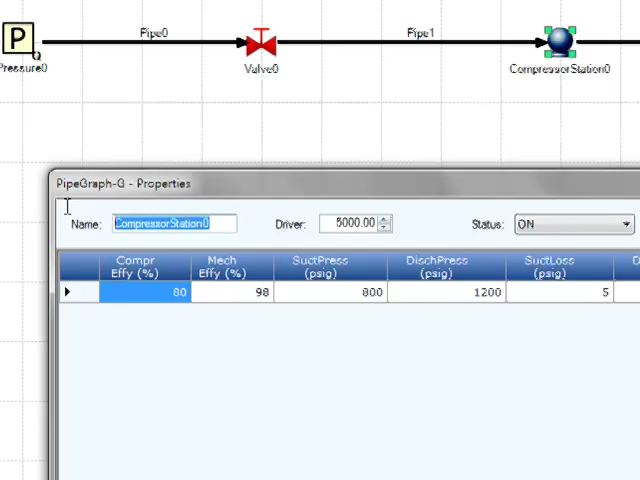 P
Q
Pipe0
Pipe1
Pressure0
Valve0
CompressorStation0
PipeGraph-G - Properties
Name: CompressorStation0 Driver: 5000.00 Status: ON
Compr Effy (%) Mech Effy (%) SuctPress (psig) DischPress (psig) SuctLoss (psig) D
80 98 800 1200 5